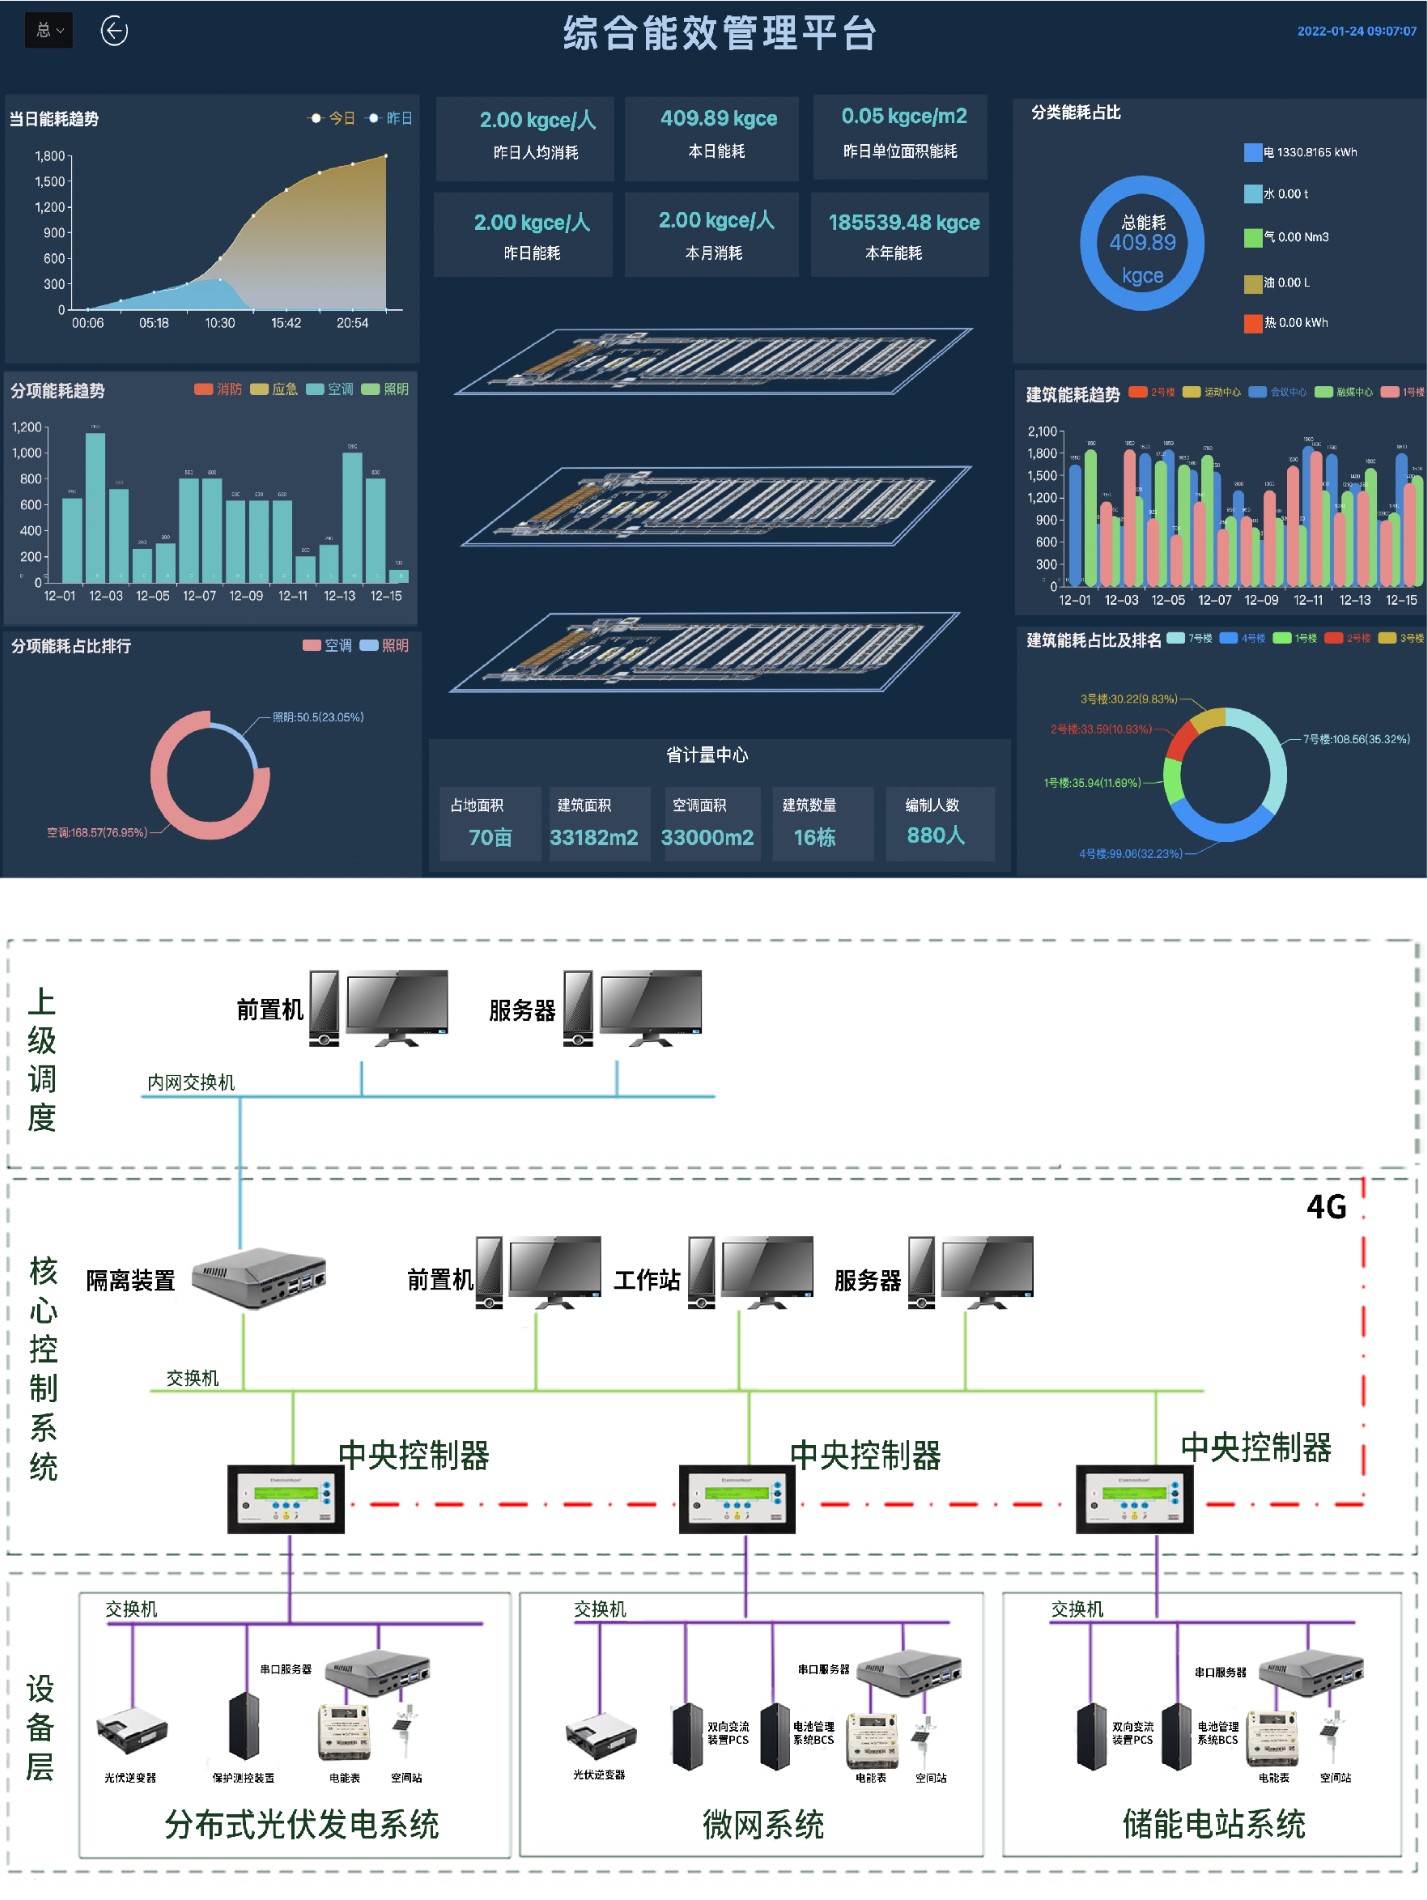 总
综合能效管理平台
2022-01-24 09:07:07
当日能耗趋势
今日
昨日
1,800
1,500
1,200
900
600
300
0
00:06
05:18
10:30
15:42
20:54
2.00 kgce/人
昨日人均消耗
409.89 kgce
本日能耗
0.05 kgce/m2
昨日单位面积能耗
2.00 kgce/人
昨日能耗
2.00 kgce/人
本月消耗
185539.48 kgce
本年能耗
分类能耗占比
总能耗
409.89
kgce
电 1330.8165 kWh
水 0.00 t
气 0.00 Nm3
油 0.00 L
热 0.00 kWh
分项能耗趋势
消防
应急
空调
照明
1,200
1,000
800
600
400
200
0
12-01
12-03
12-05
12-07
12-09
12-11
12-13
12-15
建筑能耗趋势
2号楼
运动中心
会议中心
融媒中心
1号楼
2,100
1,800
1,500
1,200
900
600
300
0
12-01
12-03
12-05
12-07
12-09
12-11
12-13
12-15
分项能耗占比排行
空调
照明
照明:50.5(23.05%)
空调:168.57(76.95%)
省计量中心
占地面积
70亩
建筑面积
33182m2
空调面积
33000m2
建筑数量
16栋
编制人数
880人
建筑能耗占比及排名
7号楼
4号楼
1号楼
2号楼
3号楼
3号楼:30.22(9.83%)
2号楼:33.59(10.93%)
1号楼:35.94(11.69%)
4号楼:99.06(32.23%)
7号楼:108.56(35.32%)
上级调度
前置机
服务器
内网交换机
核心控制系统
4G
隔离装置
前置机
工作站
服务器
交换机
中央控制器
中央控制器
中央控制器
设备层
交换机
串口服务器
光伏逆变器
保护测控装置
电能表
空间站
分布式光伏发电系统
交换机
串口服务器
双向变流
装置PCS
电池管理
系统BCS
光伏逆变器
电能表
空间站
微网系统
交换机
串口服务器
双向变流
装置PCS
电池管理
系统BCS
电能表
空间站
储能电站系统